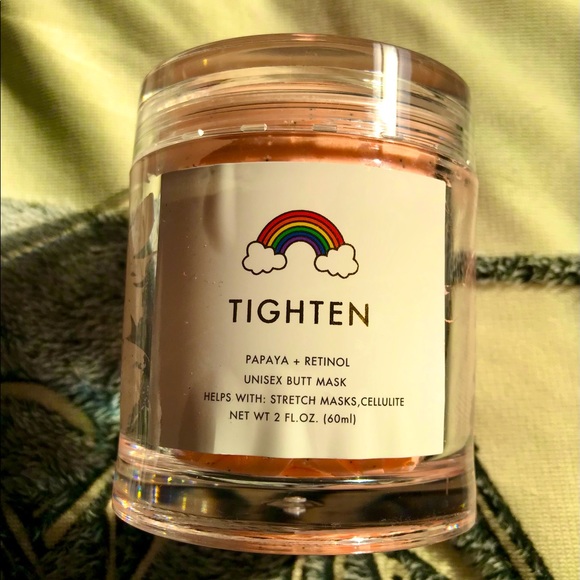 TIGHTEN
PAPAYA + RETINOL
UNISEX BUTT MASK
HELPS WITH: STRETCH MASKS,CELLULITE
NET WT 2 FL.OZ. (60ml)